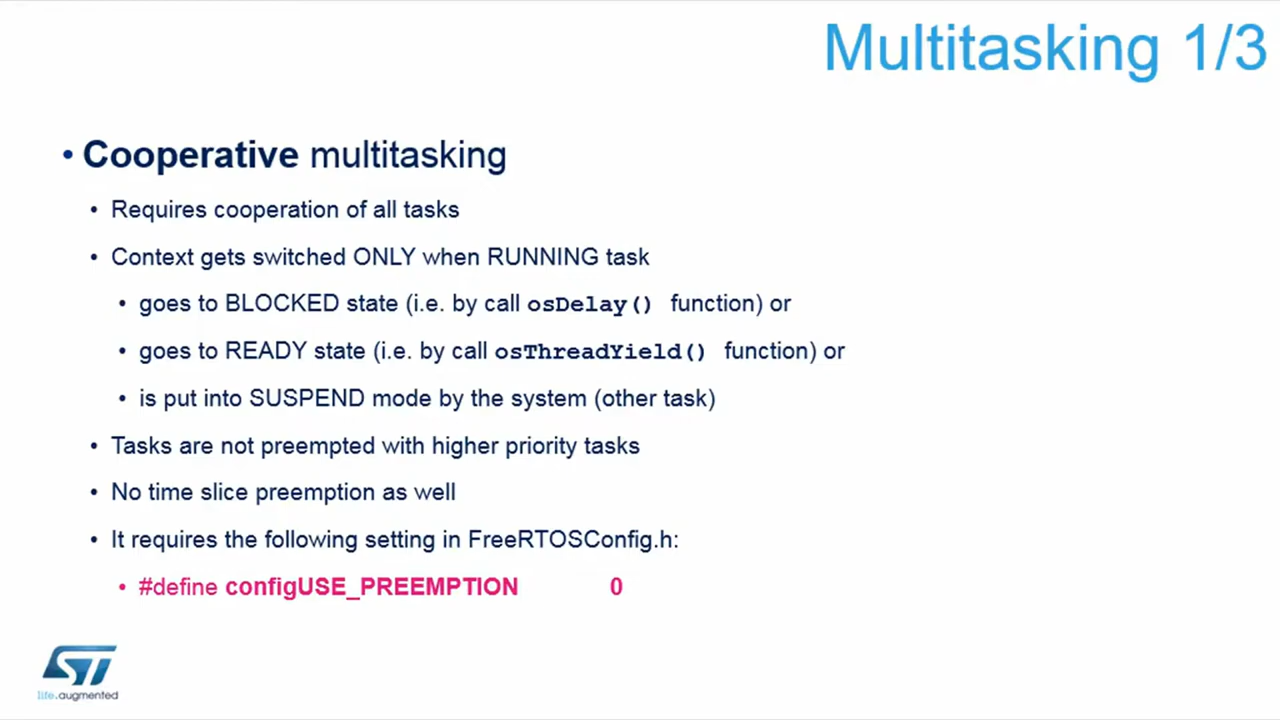 Multitasking 1/3
• Cooperative multitasking
• Requires cooperation of all tasks
• Context gets switched ONLY when RUNNING task
• goes to BLOCKED state (i.e. by call osDelay() function) or
• goes to READY state (i.e. by call osThreadYield() function) or
• is put into SUSPEND mode by the system (other task)
• Tasks are not preempted with higher priority tasks
• No time slice preemption as well
• It requires the following setting in FreeRTOSConfig.h:
• #define configUSE_PREEMPTION 0
ST
life.augmented